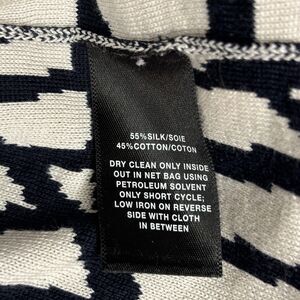 55%SILK/SOIE
45%COTTON/COTON
DRY CLEAN ONLY INSIDE
OUT IN NET BAG USING
PETROLEUM SOLVENT
ONLY SHORT CYCLE;
LOW IRON ON REVERSE
SIDE WITH CLOTH
IN BETWEEN